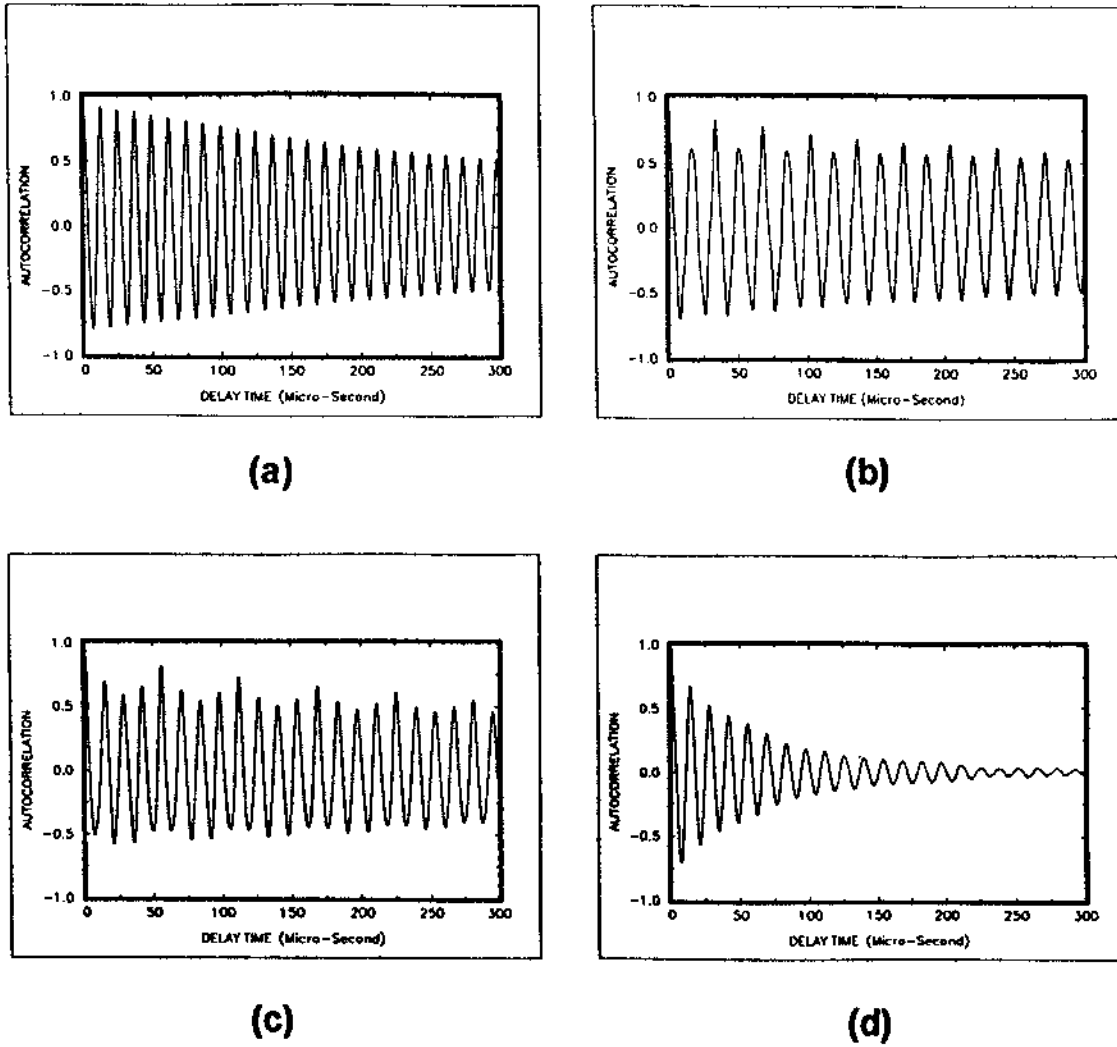 1.0
0.5
0.0
−0.5
−1.0
AUTOCORRELATION
0 50 100 150 200 250 300
DELAY TIME (Micro−Second)
(a)
1.0
0.5
0.0
−0.5
−1.0
AUTOCORRELATION
0 50 100 150 200 250 300
DELAY TIME (Micro−Second)
(b)
1.0
0.5
0.0
−0.5
−1.0
AUTOCORRELATION
0 50 100 150 200 250 300
DELAY TIME (Micro−Second)
(c)
1.0
0.5
0.0
−0.5
−1.0
AUTOCORRELATION
0 50 100 150 200 250 300
DELAY TIME (Micro−Second)
(d)